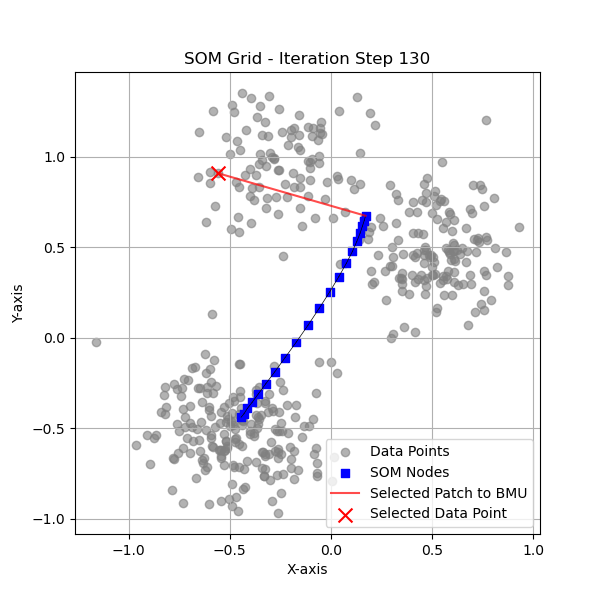 SOM Grid - Iteration Step 130
Y-axis
1.0
0.5
0.0
−0.5
−1.0
Data Points
SOM Nodes
Selected Patch to BMU
Selected Data Point
−1.0 −0.5 0.0 0.5 1.0
X-axis